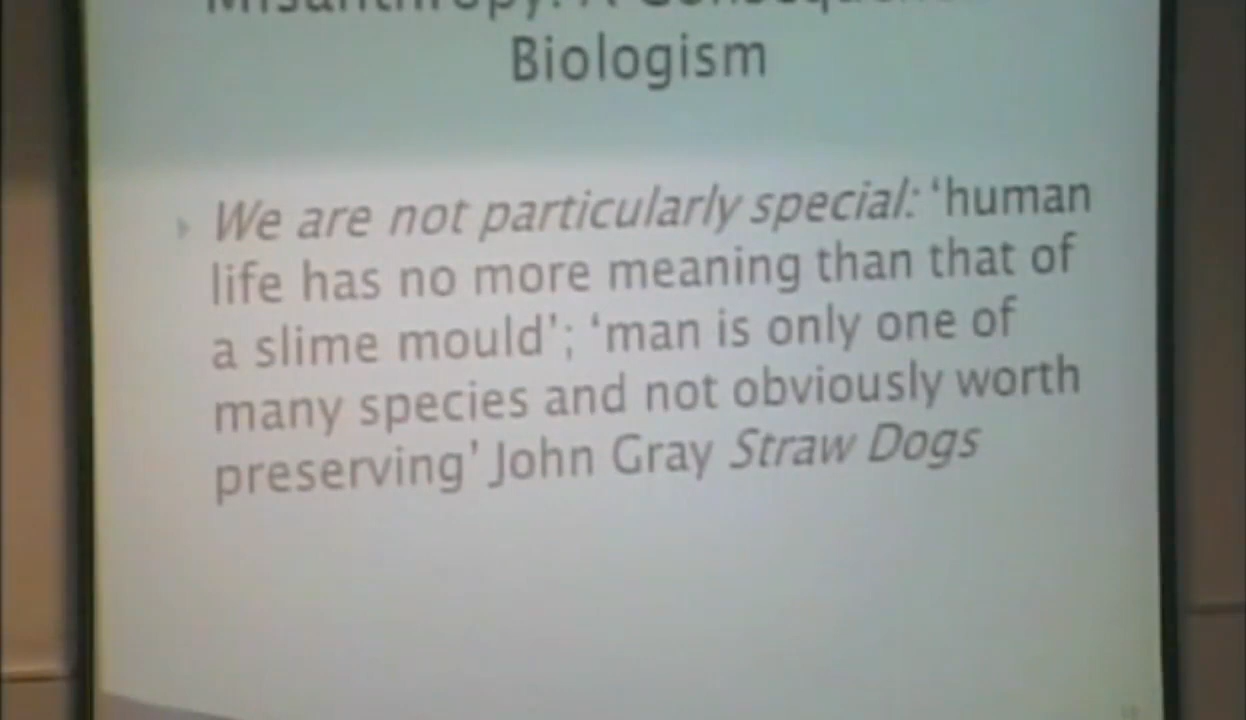 Misanthropy: A
Biologism
We are not particularly special: ‘human
life has no more meaning than that of
a slime mould’; ‘man is only one of
many species and not obviously worth
preserving’ John Gray Straw Dogs